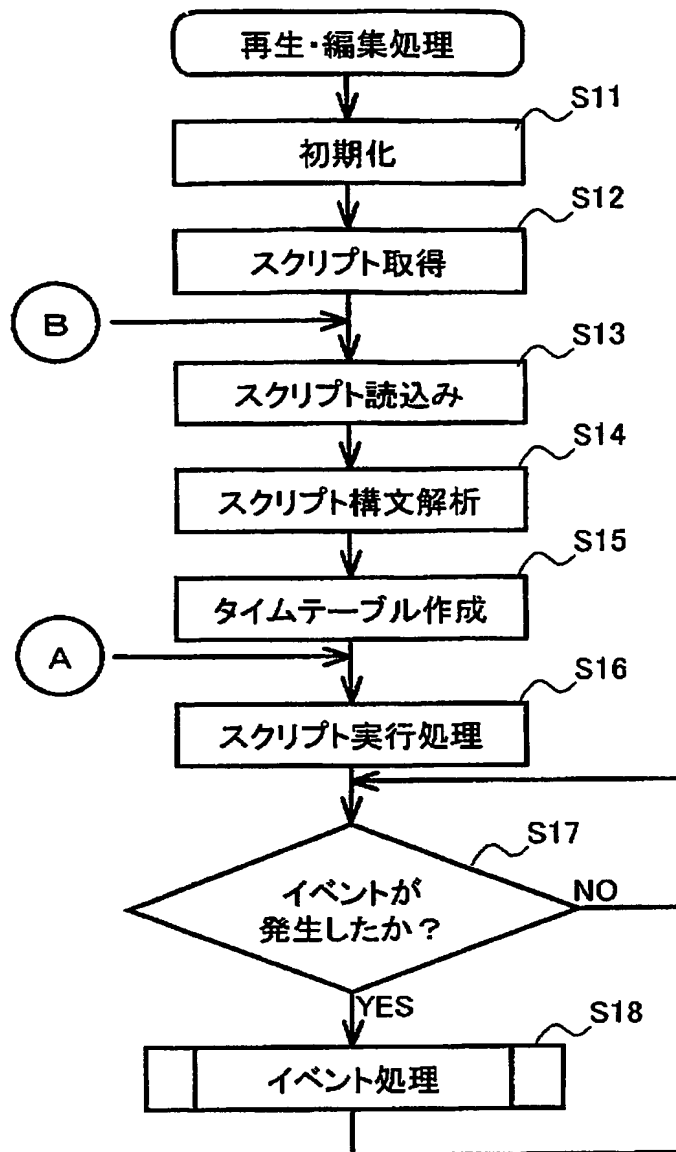 再生・編集処理
S11
初期化
S12
スクリプト取得
B
S13
スクリプト読込み
S14
スクリプト構文解析
S15
タイムテーブル作成
A
S16
スクリプト実行処理
S17
イベントが
発生したか?
NO
YES
S18
イベント処理